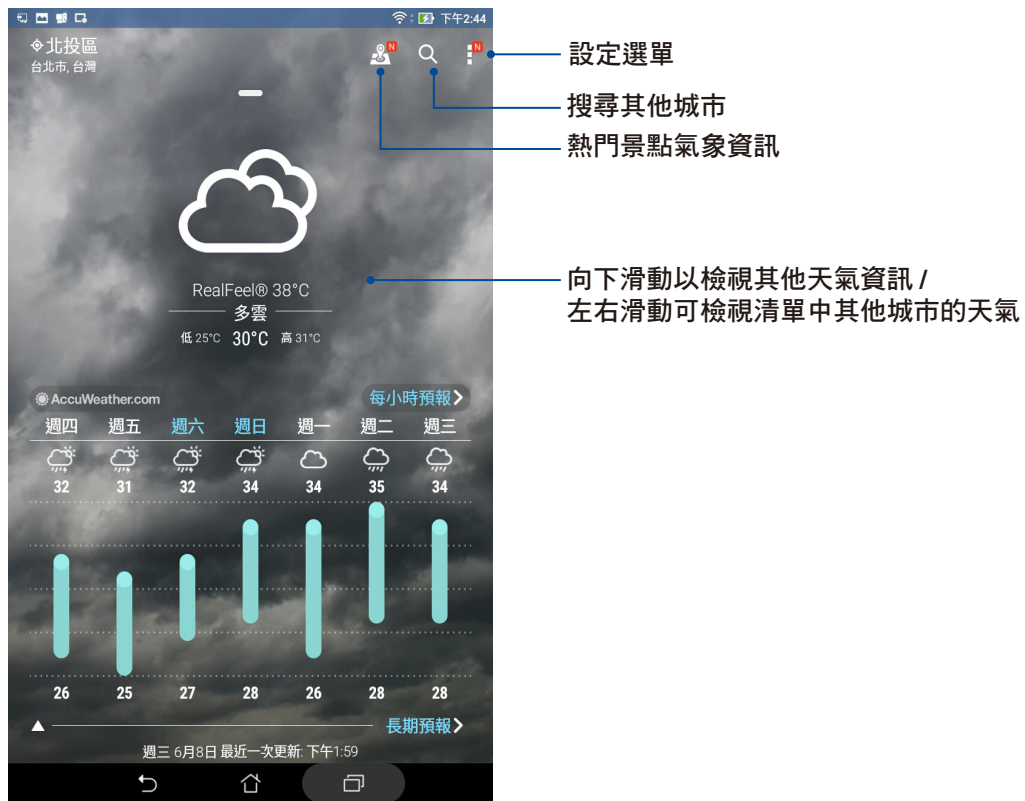 下午2:44
北投區
台北市, 台灣
N
N
設定選單
搜尋其他城市
熱門景點氣象資訊
RealFeel® 38°C
多雲
低 25°C 30°C 高 31°C
向下滑動以檢視其他天氣資訊 /
左右滑動可檢視清單中其他城市的天氣
AccuWeather.com 每小時預報
週四 週五 週六 週日 週一 週二 週三
32 31 32 34 34 35 34
26 25 27 28 26 28 28
長期預報
週三 6月8日 最近一次更新: 下午1:59